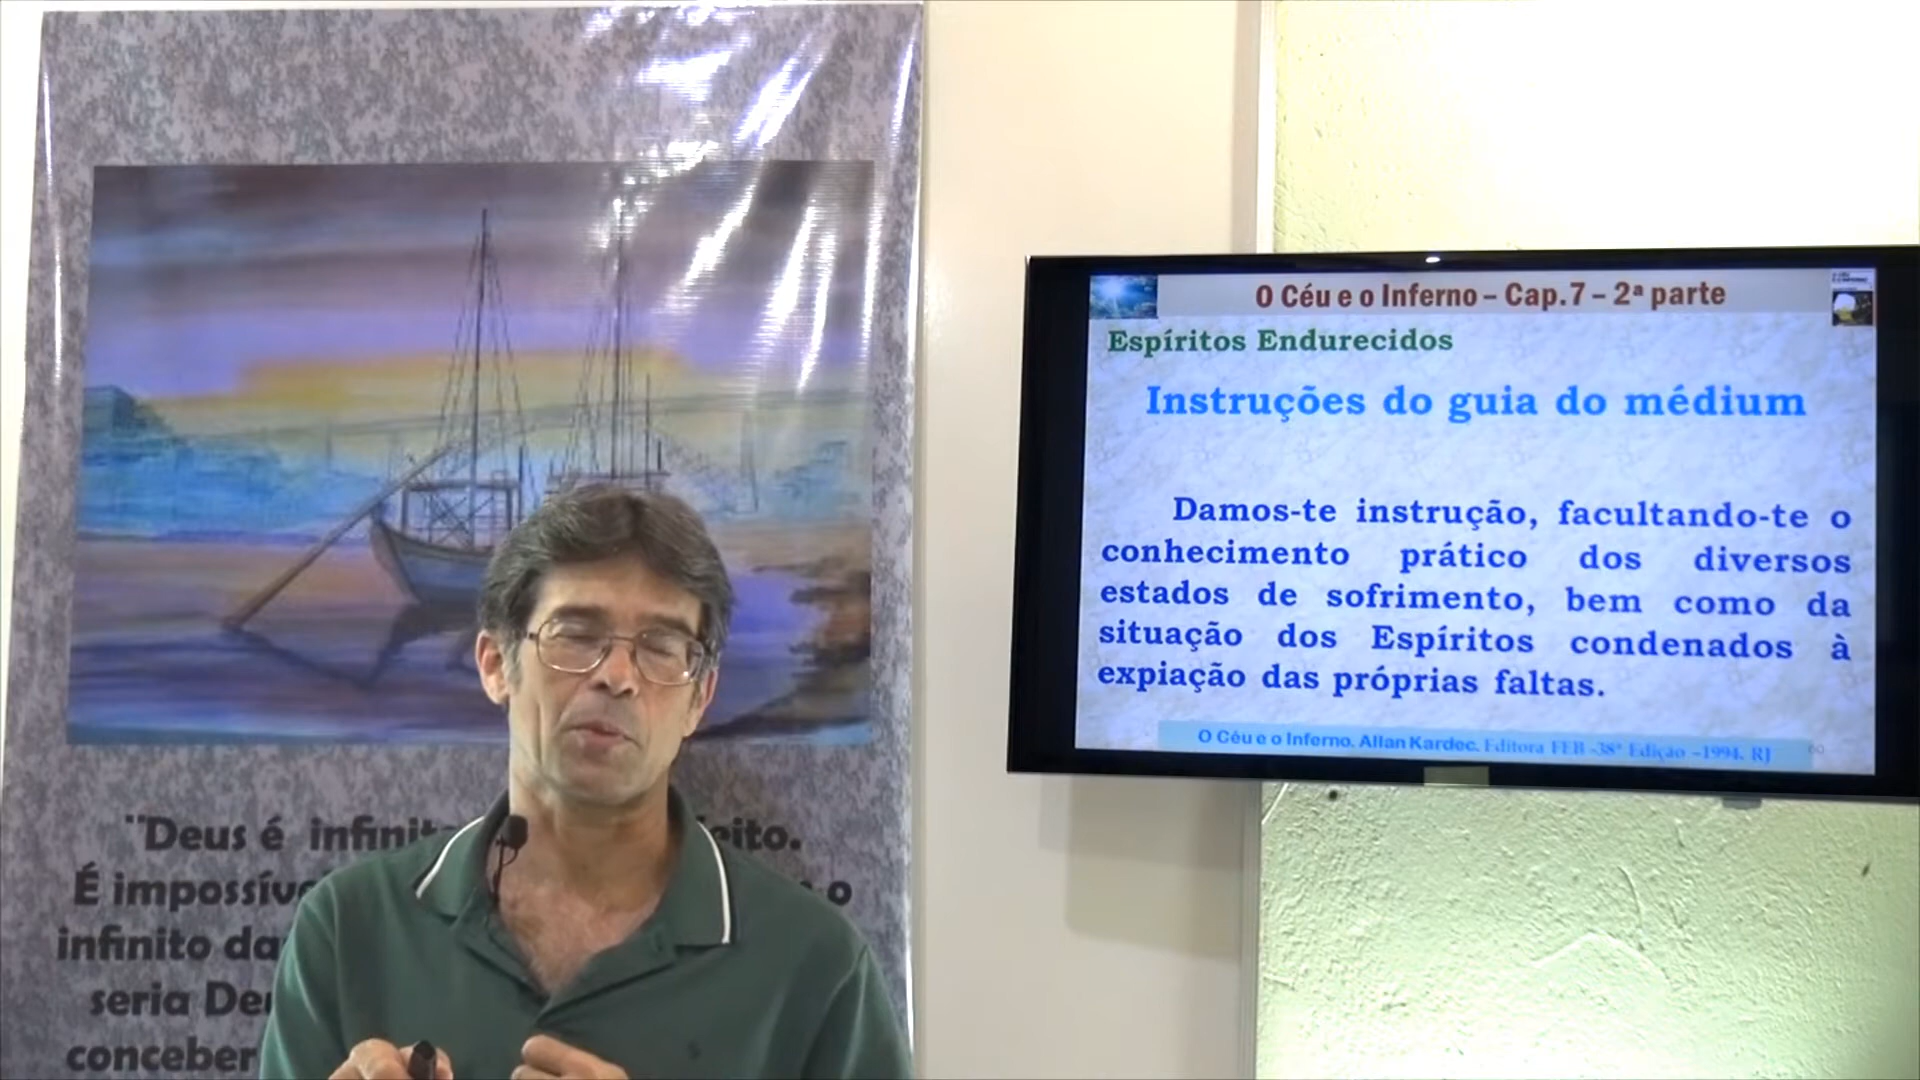 O Céu e o Inferno – Cap.7 – 2ª parte
Espíritos Endurecidos
Instruções do guia do médium
Damos-te instrução, facultando-te o
conhecimento prático dos diversos
estados de sofrimento, bem como da
situação dos Espíritos condenados à
expiação das próprias faltas.
O Céu e o Inferno. Allan Kardec. Editora FEB -38ª Edição -1994. RJ
¨Deus é
É
o
infinito
seria
conceber